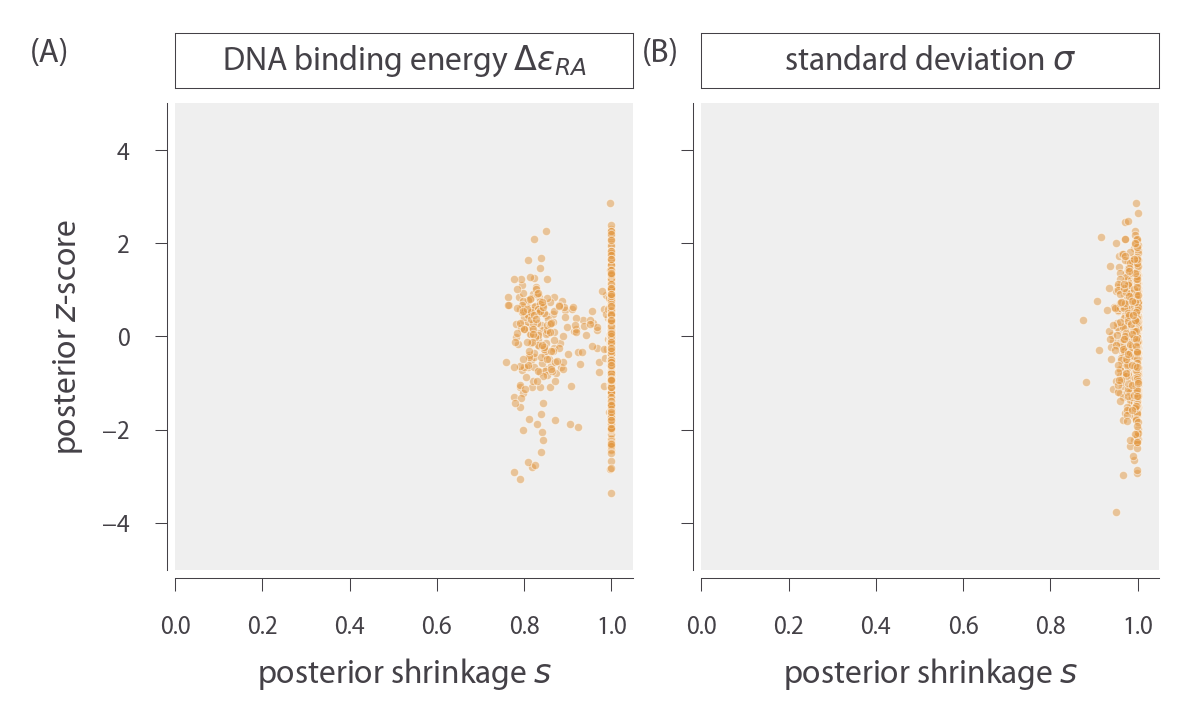 (A)
DNA binding energy Δε_RA
(B)
standard deviation σ
posterior z-score
4
2
0
−2
−4
0.0 0.2 0.4 0.6 0.8 1.0
0.0 0.2 0.4 0.6 0.8 1.0
posterior shrinkage s
posterior shrinkage s